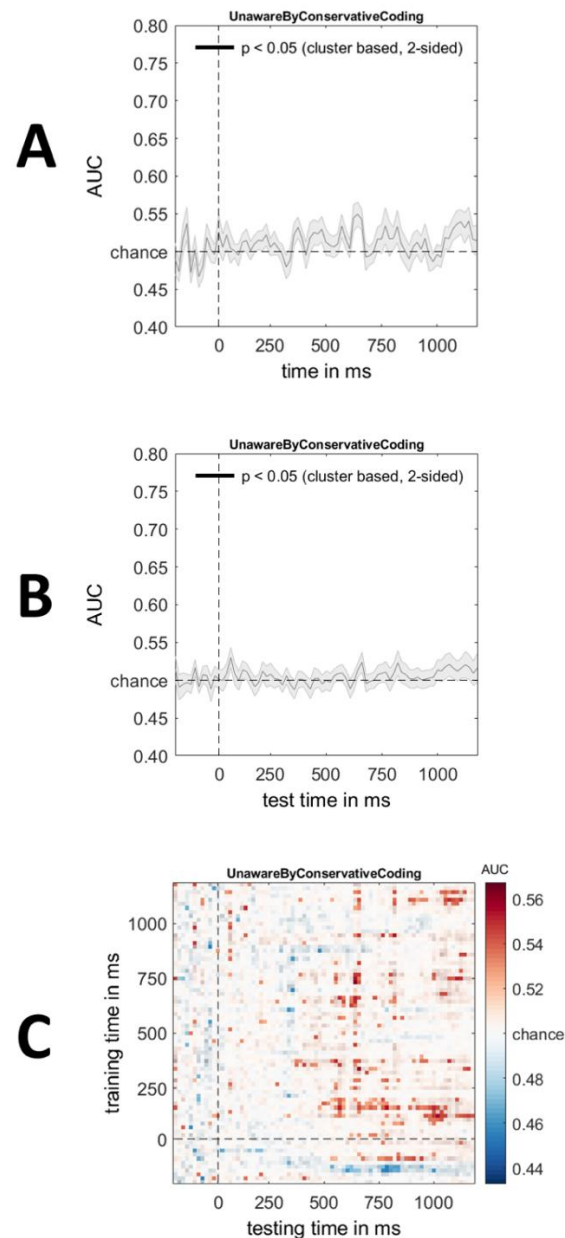 UnawareByConservativeCoding
0.80
p < 0.05 (cluster based, 2-sided)
0.75
0.70
0.65
A
AUC
0.60
0.55
chance
0.45
0.40
0 250 500 750 1000
time in ms
UnawareByConservativeCoding
0.80
p < 0.05 (cluster based, 2-sided)
0.75
0.70
0.65
B
AUC
0.60
0.55
chance
0.45
0.40
0 250 500 750 1000
test time in ms
UnawareByConservativeCoding
AUC
0.56
1000
0.54
750
0.52
C
training time in ms
500
chance
250
0.48
0.46
0
0.44
0 250 500 750 1000
testing time in ms